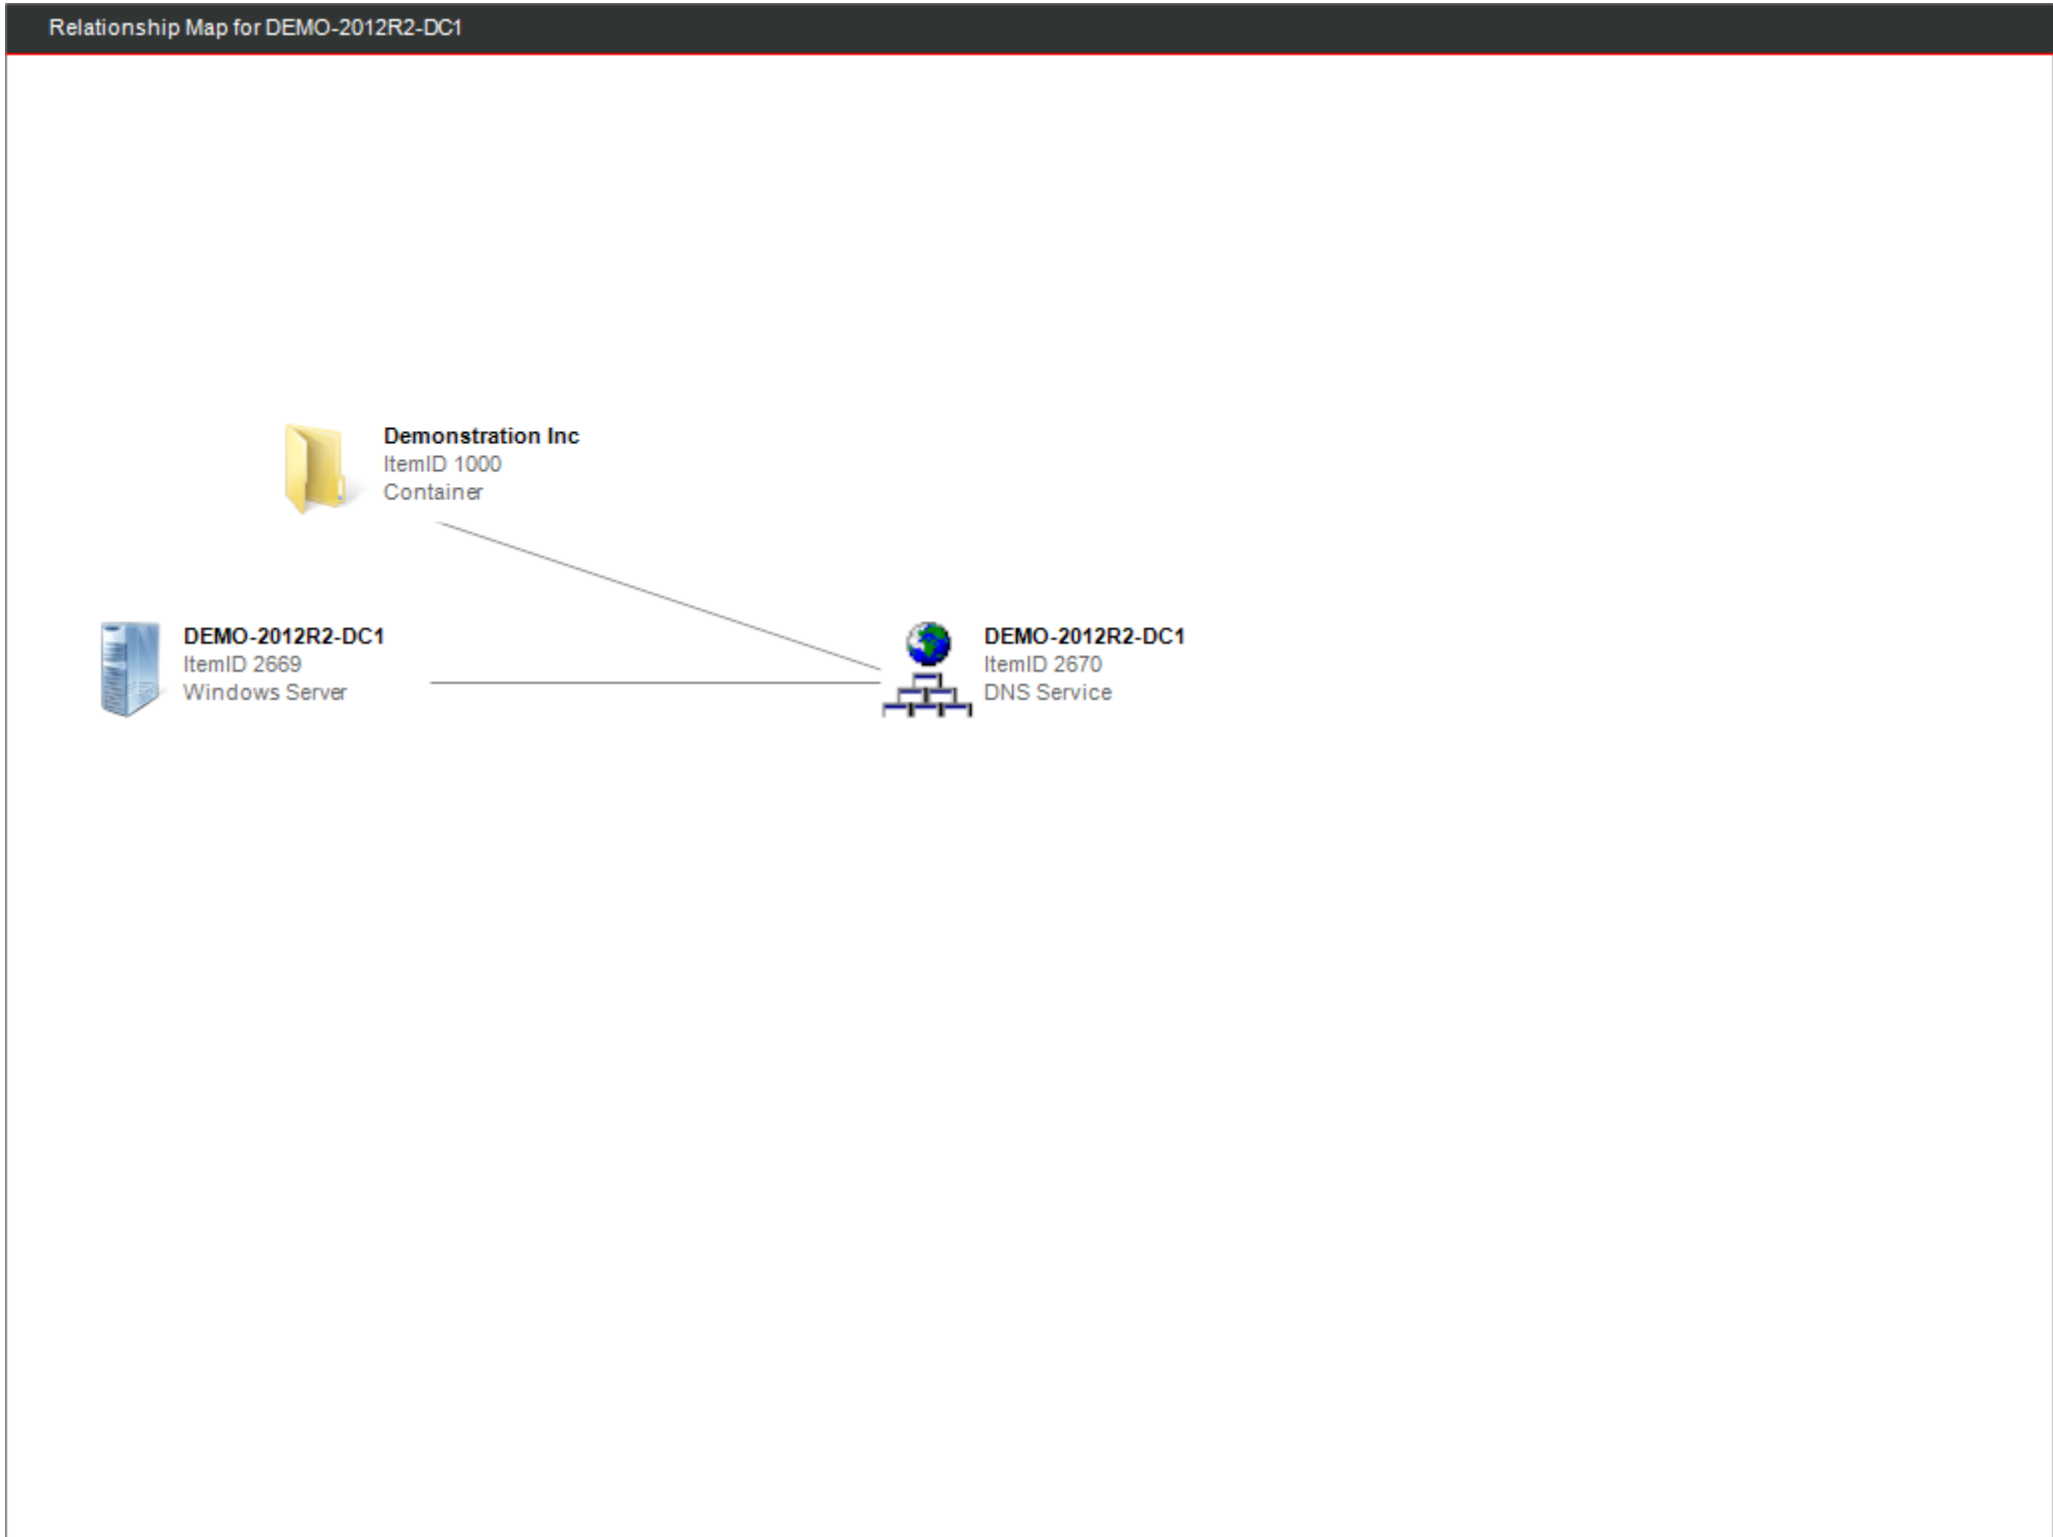 Relationship Map for DEMO-2012R2-DC1
Demonstration Inc
ItemID 1000
Container
DEMO-2012R2-DC1
ItemID 2669
Windows Server
DEMO-2012R2-DC1
ItemID 2670
DNS Service